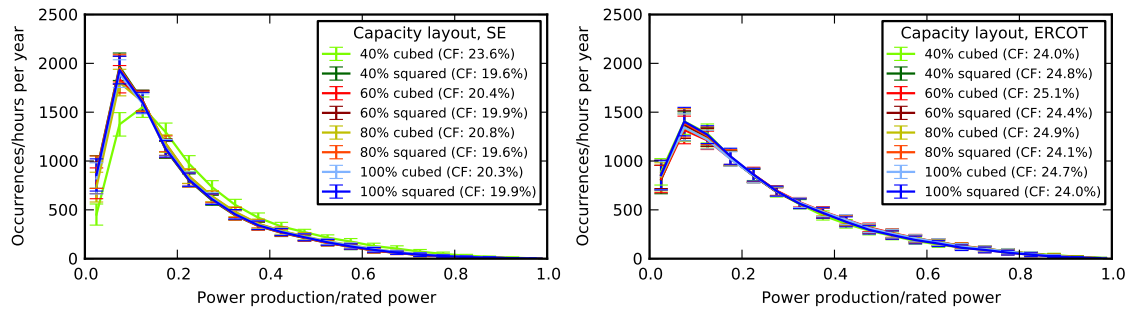 2500
2000
1500
1000
500
0
0.0
0.2
0.4
0.6
0.8
1.0
Occurrences/hours per year
Power production/rated power
Capacity layout, SE
40% cubed (CF: 23.6%)
40% squared (CF: 19.6%)
60% cubed (CF: 20.4%)
60% squared (CF: 19.9%)
80% cubed (CF: 20.8%)
80% squared (CF: 19.6%)
100% cubed (CF: 20.3%)
100% squared (CF: 19.9%)
2500
2000
1500
1000
500
0
0.0
0.2
0.4
0.6
0.8
1.0
Occurrences/hours per year
Power production/rated power
Capacity layout, ERCOT
40% cubed (CF: 24.0%)
40% squared (CF: 24.8%)
60% cubed (CF: 25.1%)
60% squared (CF: 24.4%)
80% cubed (CF: 24.9%)
80% squared (CF: 24.1%)
100% cubed (CF: 24.7%)
100% squared (CF: 24.0%)